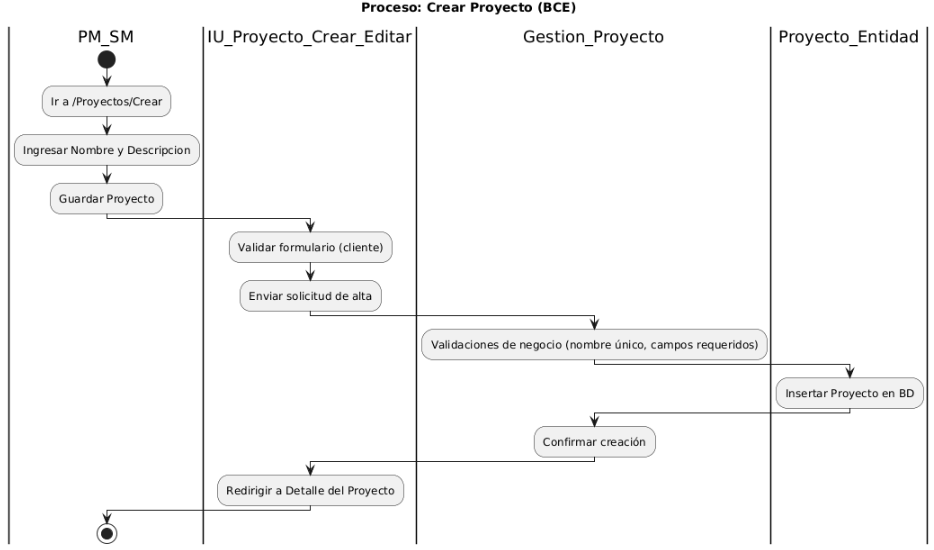 Proceso: Crear Proyecto (BCE)
PM_SM
IU_Proyecto_Crear_Editar
Gestion_Proyecto
Proyecto_Entidad
Ir a /Proyectos/Crear
Ingresar Nombre y Descripcion
Guardar Proyecto
Validar formulario (cliente)
Enviar solicitud de alta
Validaciones de negocio (nombre único, campos requeridos)
Insertar Proyecto en BD
Confirmar creación
Redirigir a Detalle del Proyecto